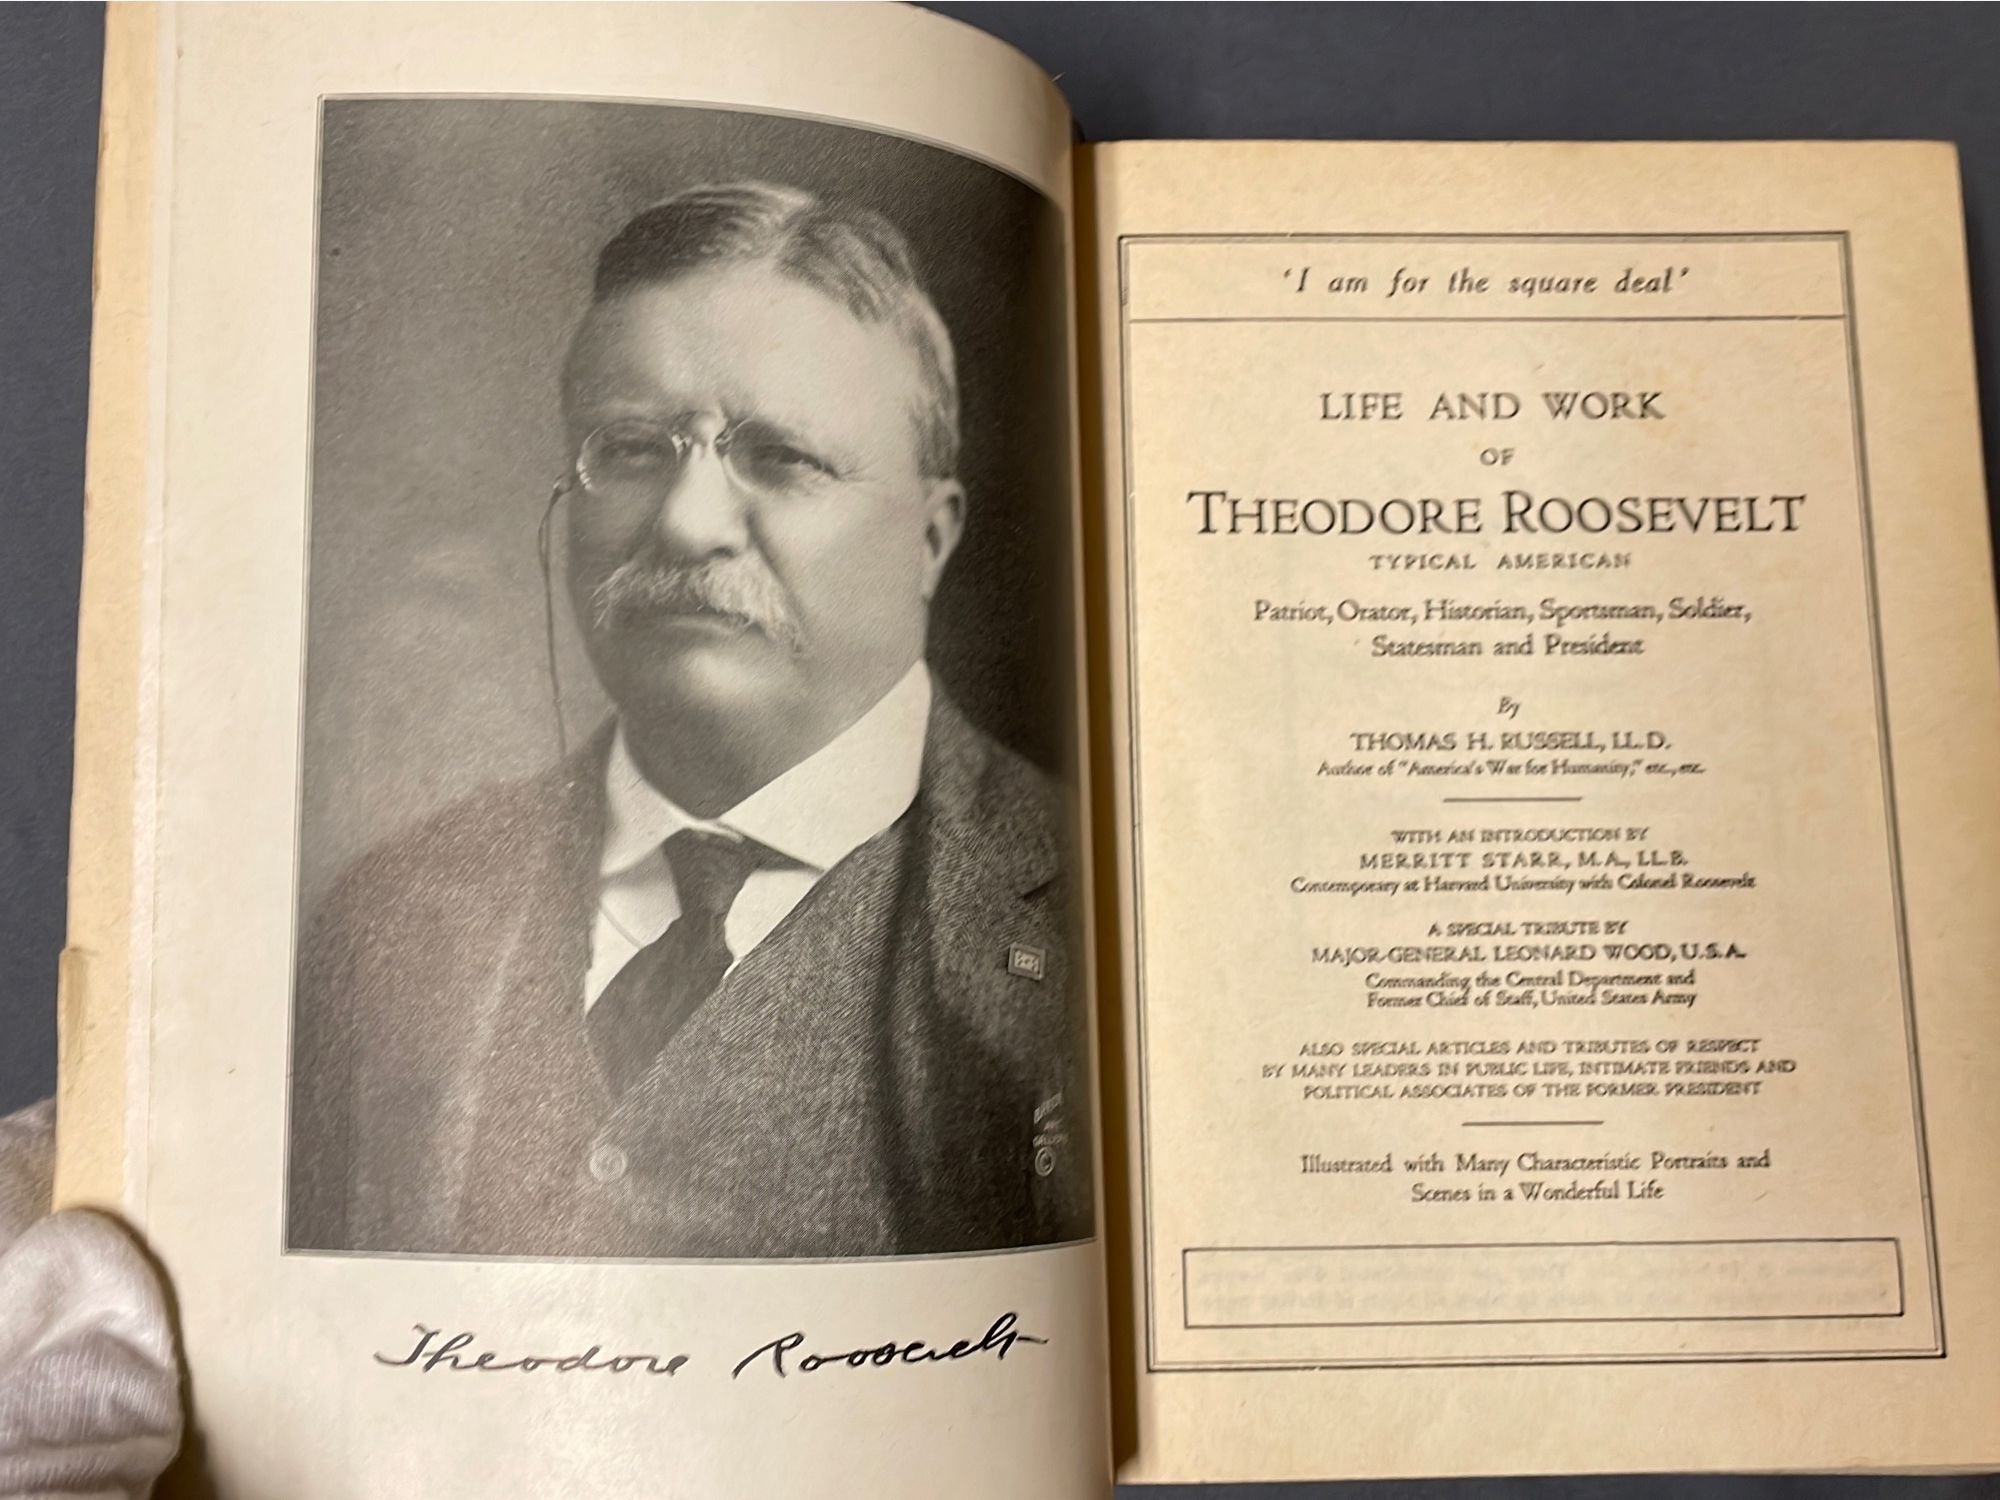 Theodore Roosevelt
'I am for the square deal'
LIFE AND WORK
OF
THEODORE ROOSEVELT
TYPICAL AMERICAN
Patriot, Orator, Historian, Sportsman, Soldier,
Statesman and President
By
THOMAS H. RUSSELL, LL.D.
Author of "America's War for Humanity," etc., etc.
WITH AN INTRODUCTION BY
MERRITT STARR, M.A., LL.B.
Contemporary at Harvard University with Colonel Roosevelt
A SPECIAL TRIBUTE BY
MAJOR-GENERAL LEONARD WOOD, U.S.A.
Commanding the Central Department and
Former Chief of Staff, United States Army
ALSO SPECIAL ARTICLES AND TRIBUTES OF RESPECT
BY MANY LEADERS IN PUBLIC LIFE, INTIMATE FRIENDS AND
POLITICAL ASSOCIATES OF THE FORMER PRESIDENT
Illustrated with Many Characteristic Portraits and
Scenes in a Wonderful Life